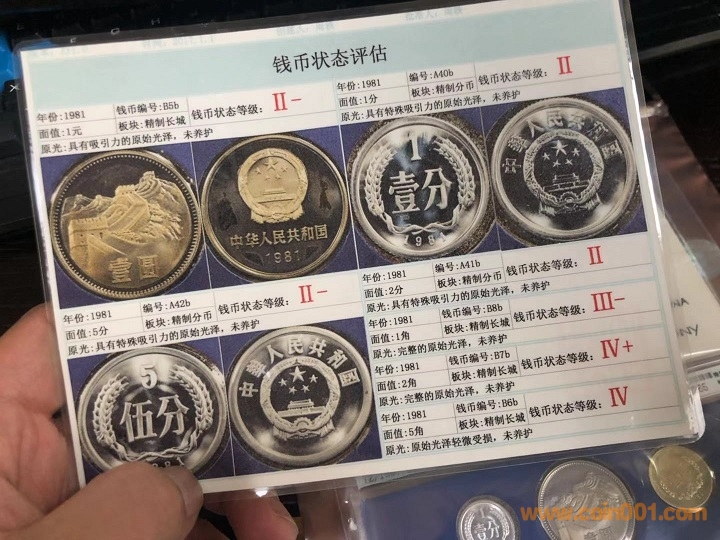 钱币状态评估
年份:1981 钱币编号:B5b 钱币状态等级: II-
面值:1元 板块:精制长城
原光:具有吸引力的原始光泽，未养护
壹圆
中华人民共和国
1981
年份:1981 编号:A40b 钱币状态等级: II
面值:1分 板块:精制分币
原光:具有特殊吸引力的原始光泽，未养护
1
壹分
1981
中华人民共和国
年份:1981 编号:A42b 钱币状态等级: II-
面值:5分 板块:精制分币
原光:具有特殊吸引力的原始光泽，未养护
5
伍分
中华人民共和国
年份:1981 编号:A41b 钱币状态等级: II
面值:2分 板块:精制分币
原光:具有特殊吸引力的原始光泽，未养护
年份:1981 钱币编号:B8b 钱币状态等级: III-
面值:1角 板块:精制长城
原光:完整的原始光泽，未养护
年份:1981 钱币编号:B7b 钱币状态等级: IV+
面值:2角 板块:精制长城
原光:完整的原始光泽，未养护
年份:1981 钱币编号:B6b 钱币状态等级: IV
面值:5角 板块:精制长城
原光:原始光泽轻微受损，未养护
壹分
www.coin001.com